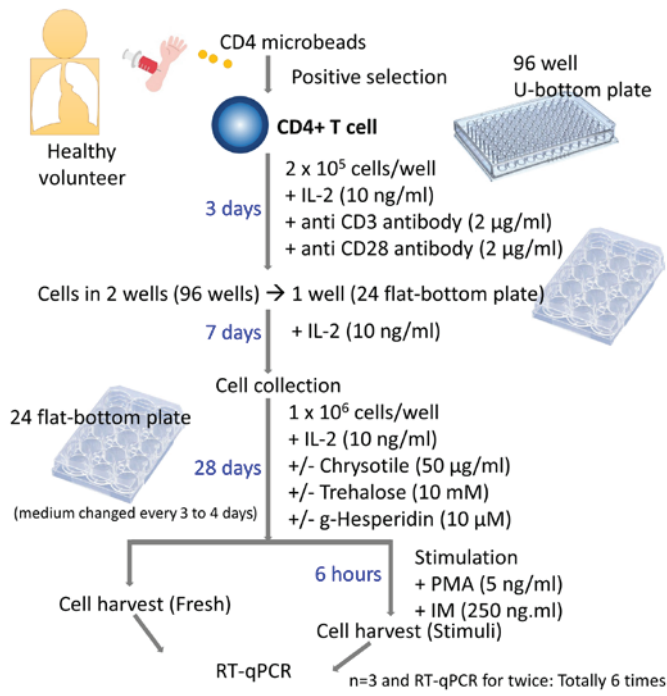 CD4 microbeads
Positive selection
96 well
U-bottom plate
CD4+ T cell
Healthy
volunteer
3 days
2 x 10⁵ cells/well
+ IL-2 (10 ng/ml)
+ anti CD3 antibody (2 µg/ml)
+ anti CD28 antibody (2 µg/ml)
Cells in 2 wells (96 wells) → 1 well (24 flat-bottom plate)
7 days
+ IL-2 (10 ng/ml)
Cell collection
24 flat-bottom plate
28 days
(medium changed every 3 to 4 days)
1 x 10⁶ cells/well
+ IL-2 (10 ng/ml)
+/- Chrysotile (50 µg/ml)
+/- Trehalose (10 mM)
+/- g-Hesperidin (10 µM)
6 hours
Stimulation
+ PMA (5 ng/ml)
+ IM (250 ng.ml)
Cell harvest (Fresh)
Cell harvest (Stimuli)
RT-qPCR
n=3 and RT-qPCR for twice: Totally 6 times